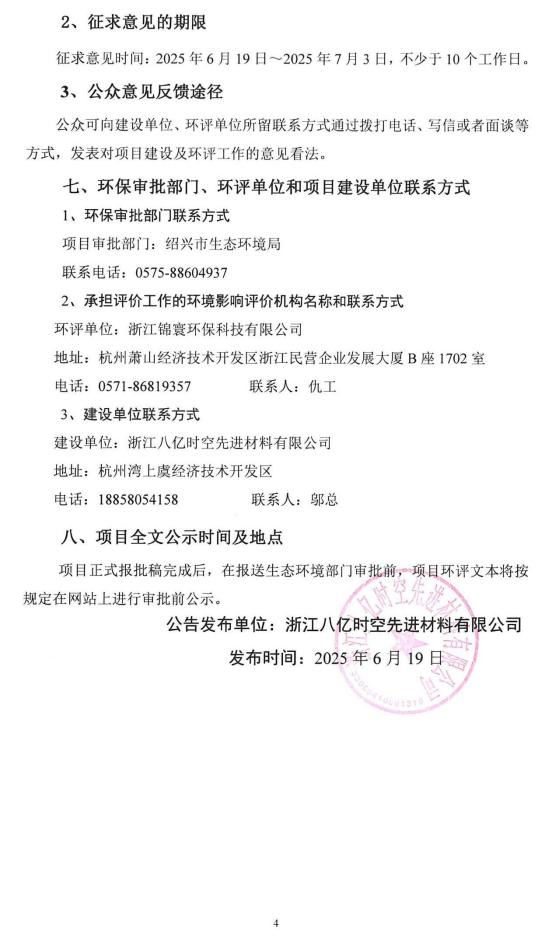 2、征求意见的期限
征求意见时间：2025 年 6 月 19 日～2025 年 7 月 3 日，不少于 10 个工作日。
3、公众意见反馈途径
公众可向建设单位、环评单位所留联系方式通过拨打电话、写信或者面谈等
方式，发表对项目建设及环评工作的意见看法。
七、环保审批部门、环评单位和项目建设单位联系方式
1、环保审批部门联系方式
项目审批部门：绍兴市生态环境局
联系电话：0575-88604937
2、承担评价工作的环境影响评价机构名称和联系方式
环评单位：浙江锦寰环保科技有限公司
地址：杭州萧山经济技术开发区浙江民营企业发展大厦 B 座 1702 室
电话：0571-86819357 联系人：仇工
3、建设单位联系方式
建设单位：浙江八亿时空先进材料有限公司
地址：杭州湾上虞经济技术开发区
电话：18858054158 联系人：邬总
八、项目全文公示时间及地点
项目正式报批稿完成后，在报送生态环境部门审批前，项目环评文本将按
规定在网站上进行审批前公示。
公告发布单位：浙江八亿时空先进材料有限公司
发布时间：2025 年 6 月 19 日
浙江八亿时空先进材料有限公司
4